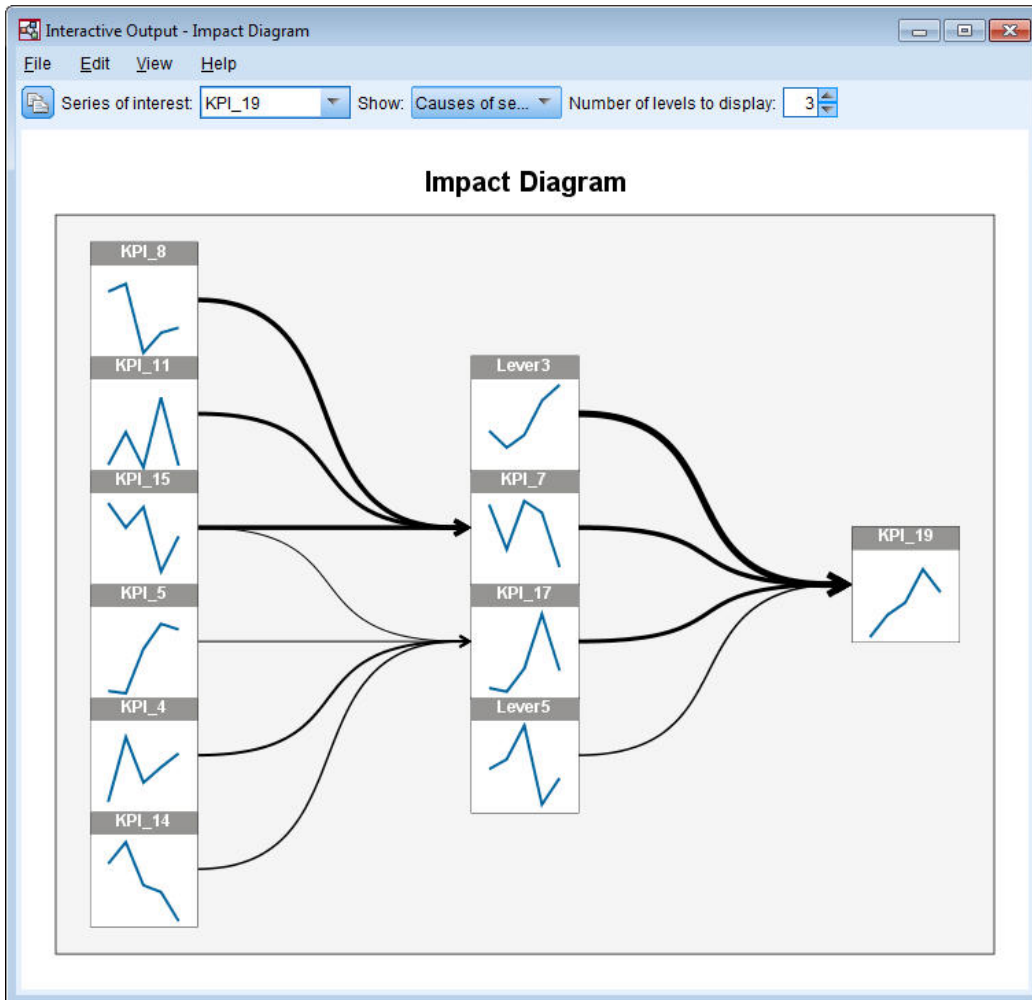 Interactive Output - Impact Diagram
File Edit View Help
Series of interest: KPI_19 Show: Causes of se... Number of levels to display: 3
Impact Diagram
KPI_8
KPI_11
KPI_15
KPI_5
KPI_4
KPI_14
Lever3
KPI_7
KPI_17
Lever5
KPI_19